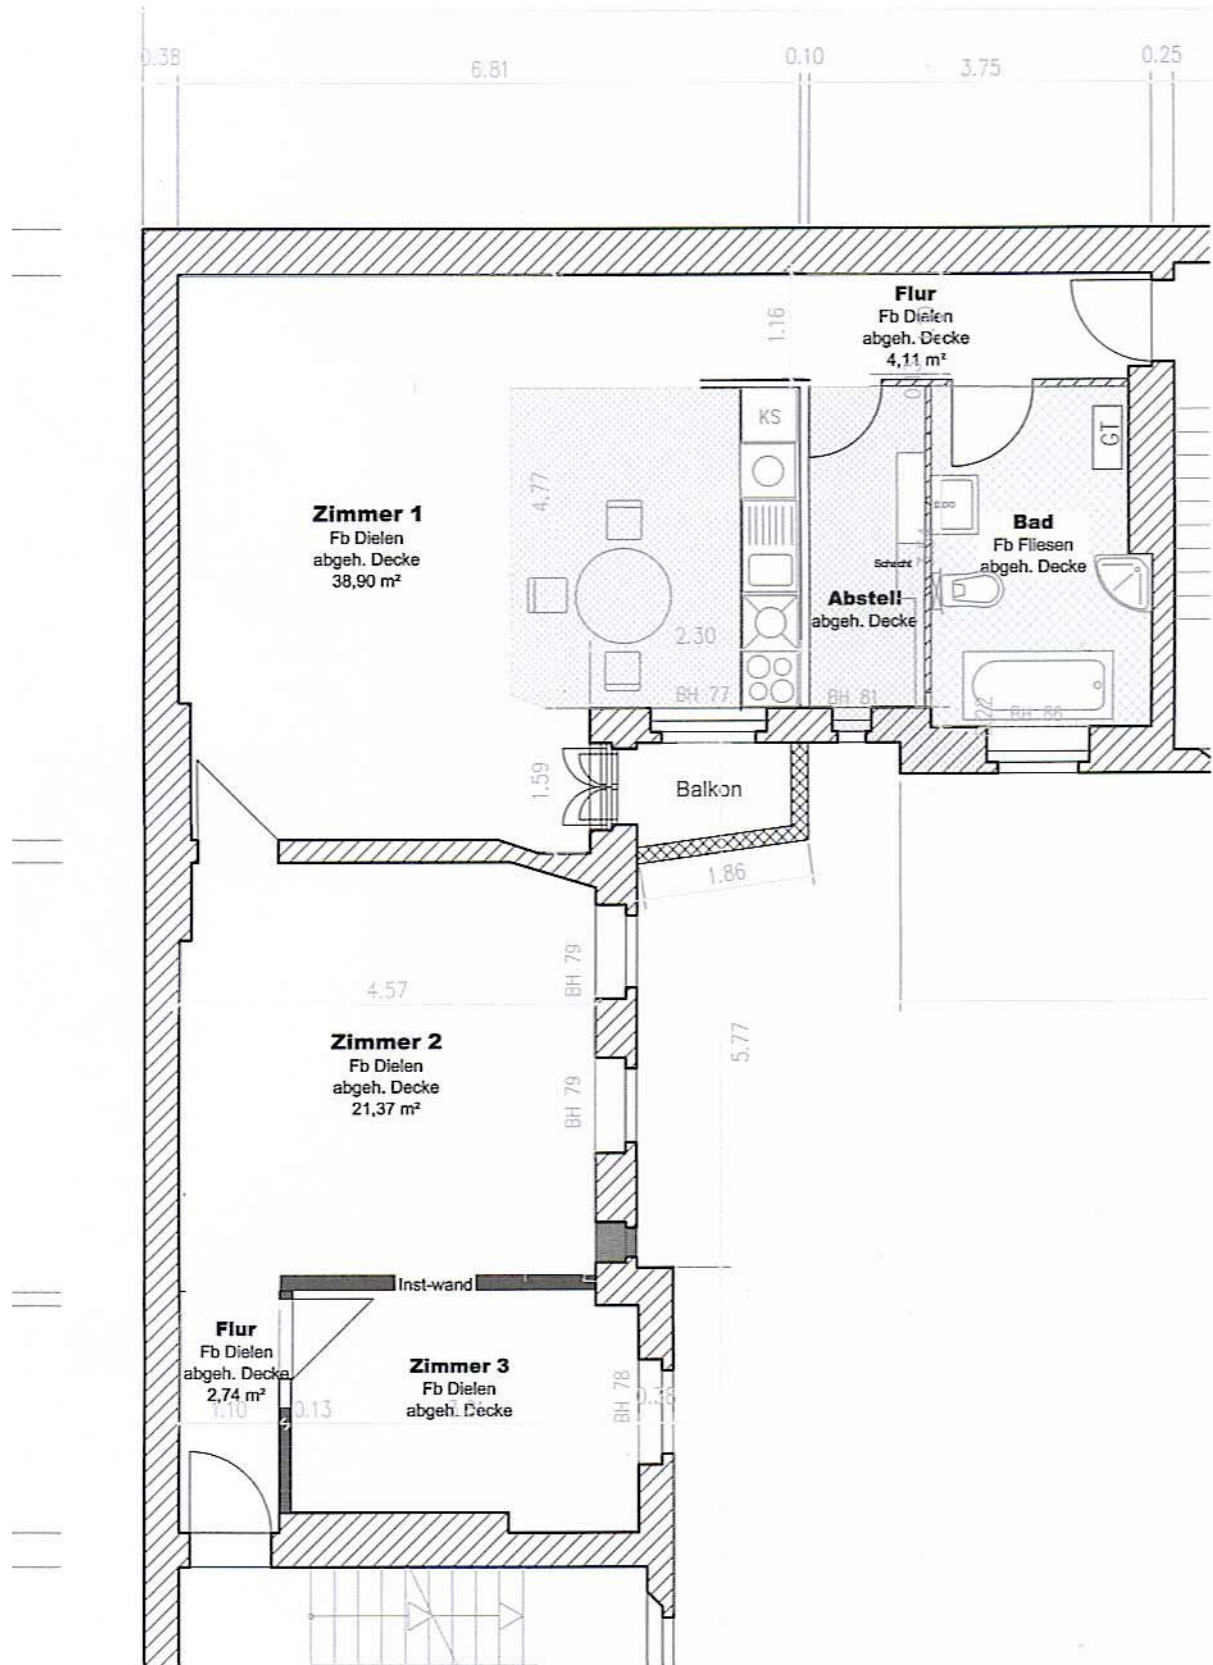 0.38
6.81
0.10
3.75
0.25
Flur
Fb Dielen
abgeh. Decke
4,11 m²
1.16
KS
GT
4.77
Zimmer 1
Fb Dielen
abgeh. Decke
38,90 m²
Bad
Fb Fliesen
abgeh. Decke
Schacht
Abstell
abgeh. Decke
2.30
BH 77
BH 81
BH 86
1.59
Balkon
1.86
BH 79
4.57
5.77
Zimmer 2
Fb Dielen
abgeh. Decke
21,37 m²
BH 79
Inst-wand
Flur
Fb Dielen
abgeh. Decke
2,74 m²
1.10
0.13
Zimmer 3
Fb Dielen
abgeh. Decke
BH 78
0.38